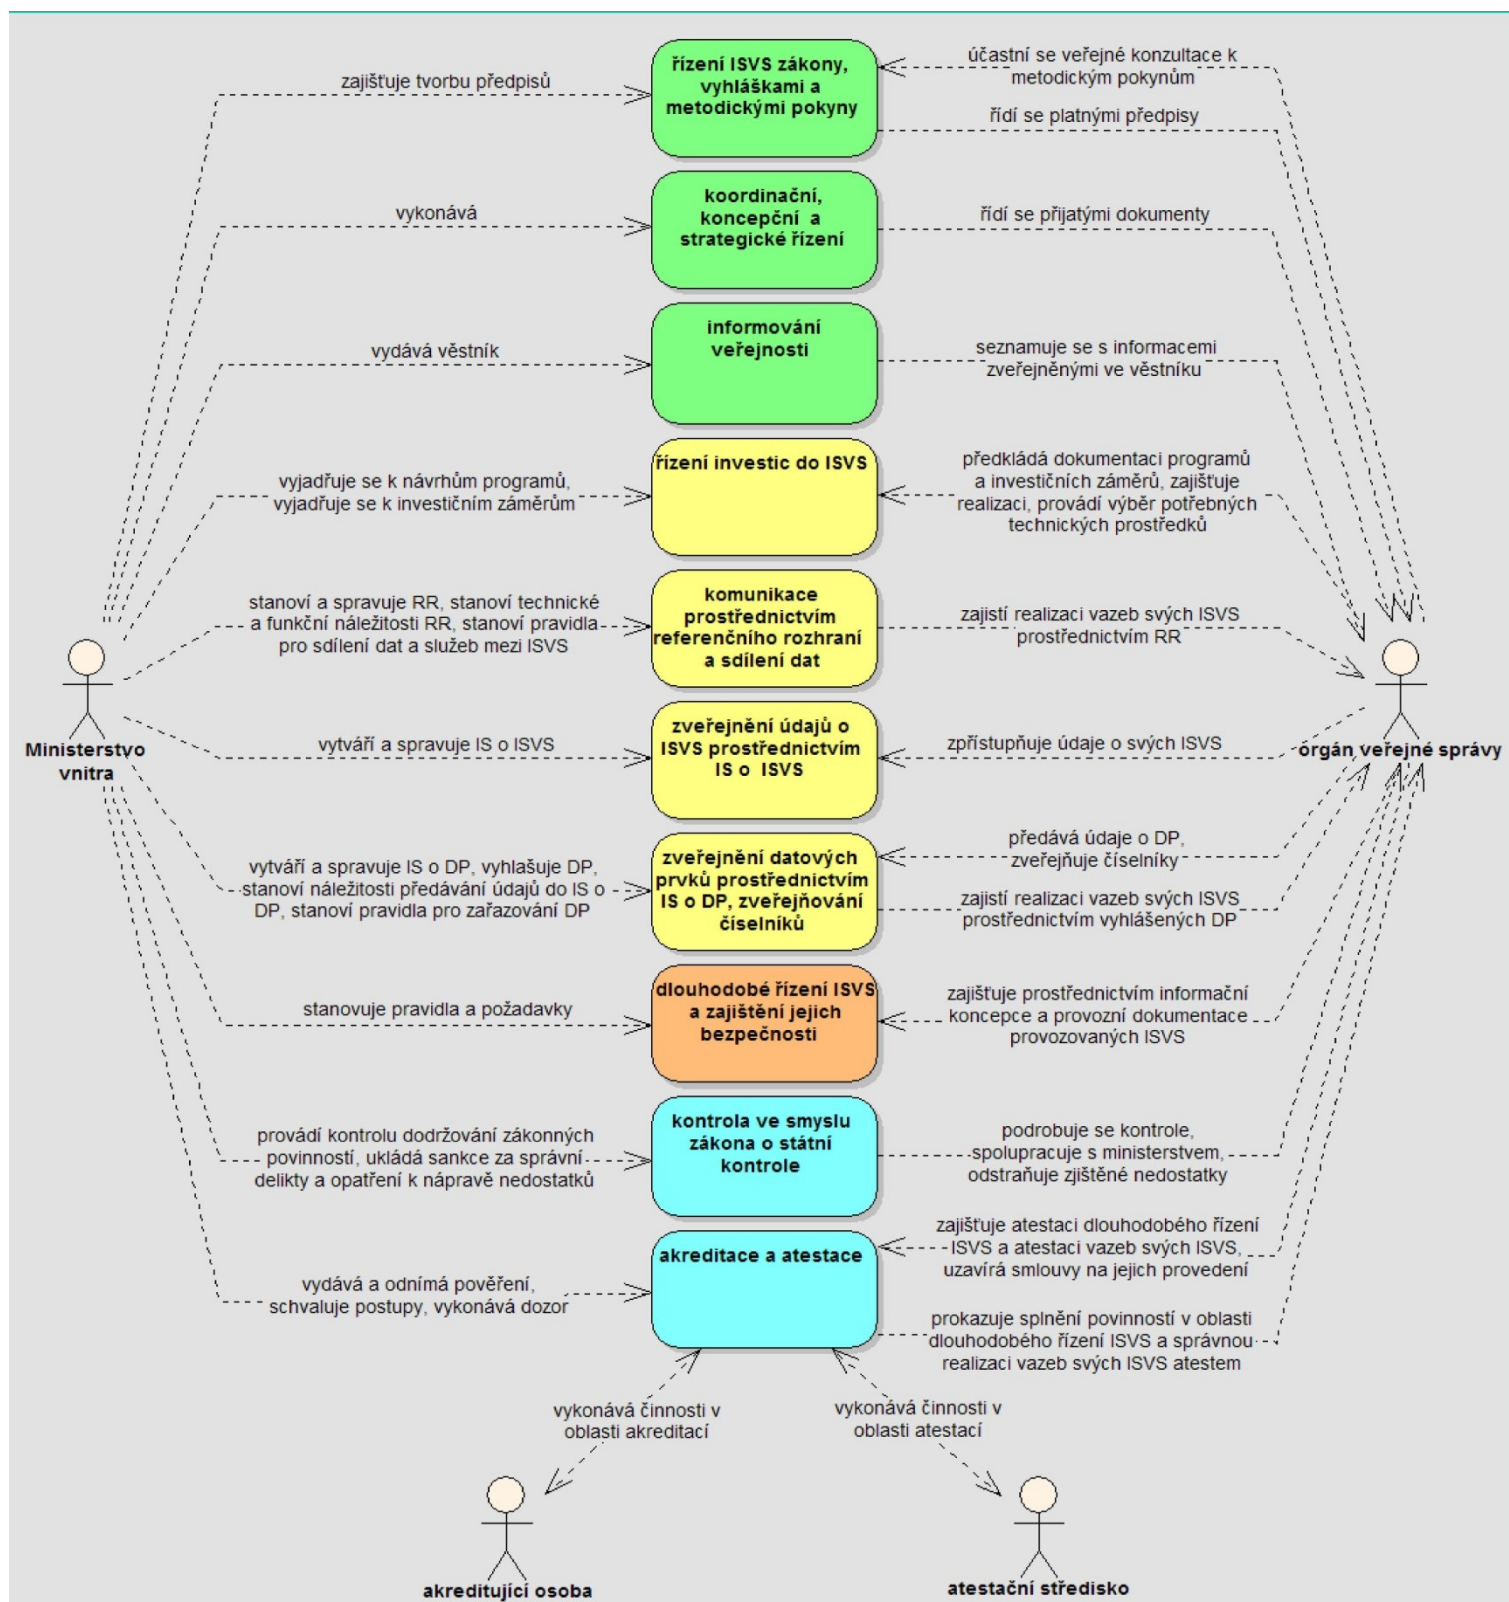 řízení ISVS zákony,
vyhláškami a
metodickými pokyny
zajišťuje tvorbu předpisů
účastní se veřejné konzultace k
metodickým pokynům
řídí se platnými předpisy
koordinační,
koncepční a
strategické řízení
vykonává
řídí se přijatými dokumenty
informování
veřejnosti
vydává věstník
seznamuje se s informacemi
zveřejněnými ve věstníku
řízení investic do ISVS
vyjadřuje se k návrhům programů,
vyjadřuje se k investičním záměrům
předkládá dokumentaci programů
a investičních záměrů, zajišťuje
realizaci, provádí výběr potřebných
technických prostředků
komunikace
prostřednictvím
referenčního rozhraní
a sdílení dat
stanoví a spravuje RR, stanoví technické
a funkční náležitosti RR, stanoví pravidla
pro sdílení dat a služeb mezi ISVS
zajistí realizaci vazeb svých ISVS
prostřednictvím RR
Ministerstvo
vnitra
orgán veřejné správy
zveřejnění údajů o
ISVS prostřednictvím
IS o ISVS
vytváří a spravuje IS o ISVS
zpřístupňuje údaje o svých ISVS
zveřejnění datových
prvků prostřednictvím
IS o DP, zveřejňování
číselníků
vytváří a spravuje IS o DP, vyhlašuje DP,
stanoví náležitosti předávání údajů do IS o
DP, stanoví pravidla pro zařazování DP
předává údaje o DP,
zveřejňuje číselníky
zajistí realizaci vazeb svých ISVS
prostřednictvím vyhlášených DP
dlouhodobé řízení ISVS
a zajištění jejich
bezpečnosti
stanovuje pravidla a požadavky
zajišťuje prostřednictvím informační
koncepce a provozní dokumentace
provozovaných ISVS
kontrola ve smyslu
zákona o státní
kontrole
provádí kontrolu dodržování zákonných
povinností, ukládá sankce za správní
delikty a opatření k nápravě nedostatků
podrobuje se kontrole,
spolupracuje s ministerstvem,
odstraňuje zjištěné nedostatky
akreditace a atestace
vydává a odnímá pověření,
schvaluje postupy, vykonává dozor
zajišťuje atestaci dlouhodobého řízení
ISVS a atestaci vazeb svých ISVS,
uzavírá smlouvy na jejich provedení
prokazuje splnění povinností v oblasti
dlouhodobého řízení ISVS a správnou
realizaci vazeb svých ISVS atestem
vykonává činnosti v
oblasti akreditací
vykonává činnosti v
oblasti atestací
akreditující osoba
atestační středisko